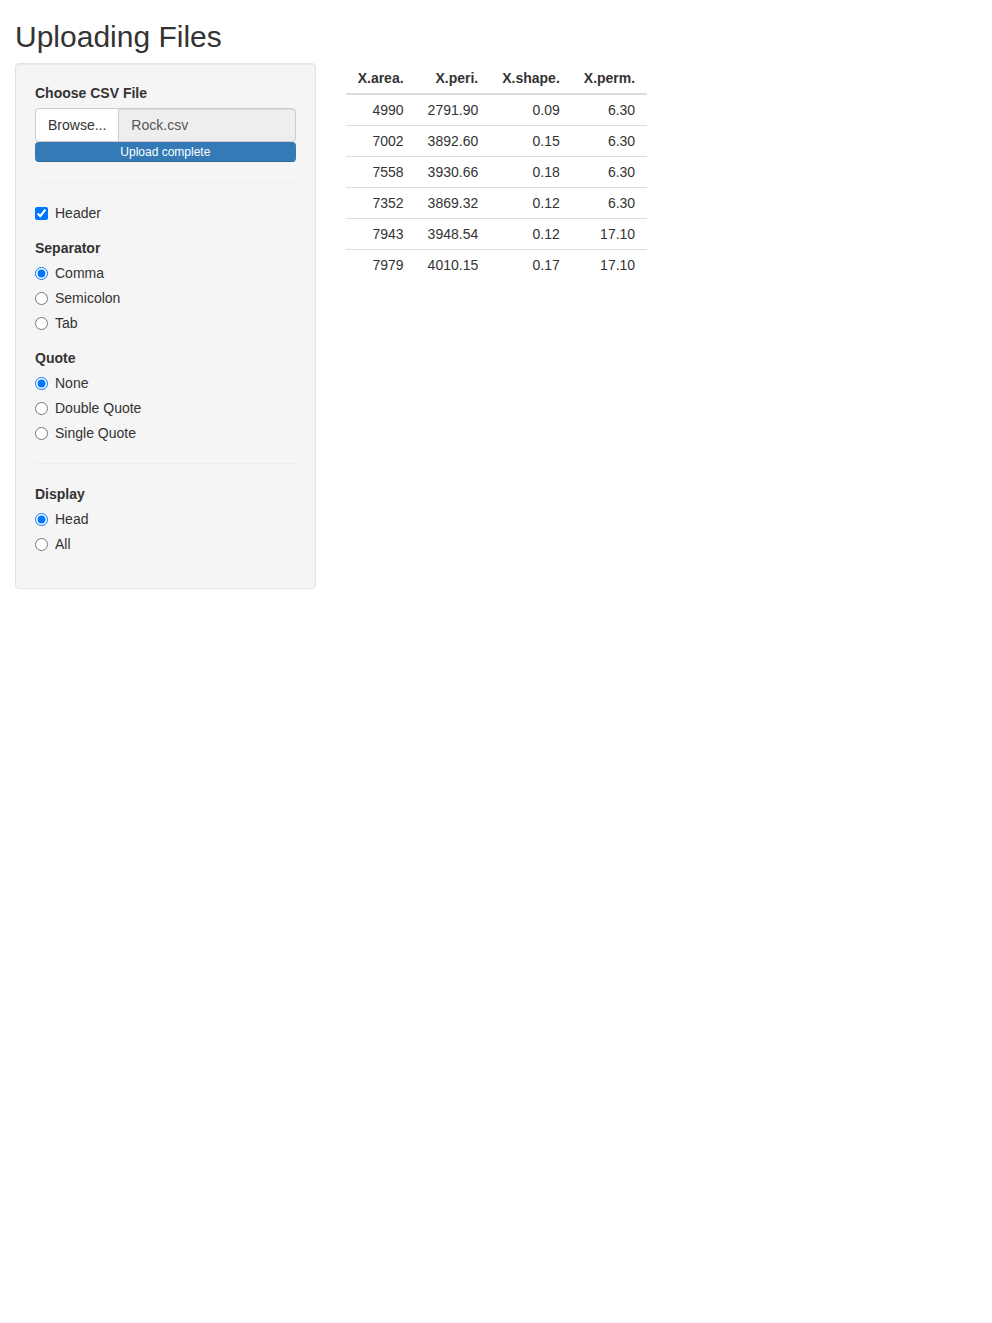 Uploading Files
Choose CSV File
Browse... Rock.csv
Upload complete
Header
Separator
Comma
Semicolon
Tab
Quote
None
Double Quote
Single Quote
Display
Head
All
X.area. X.peri. X.shape. X.perm.
4990 2791.90 0.09 6.30
7002 3892.60 0.15 6.30
7558 3930.66 0.18 6.30
7352 3869.32 0.12 6.30
7943 3948.54 0.12 17.10
7979 4010.15 0.17 17.10